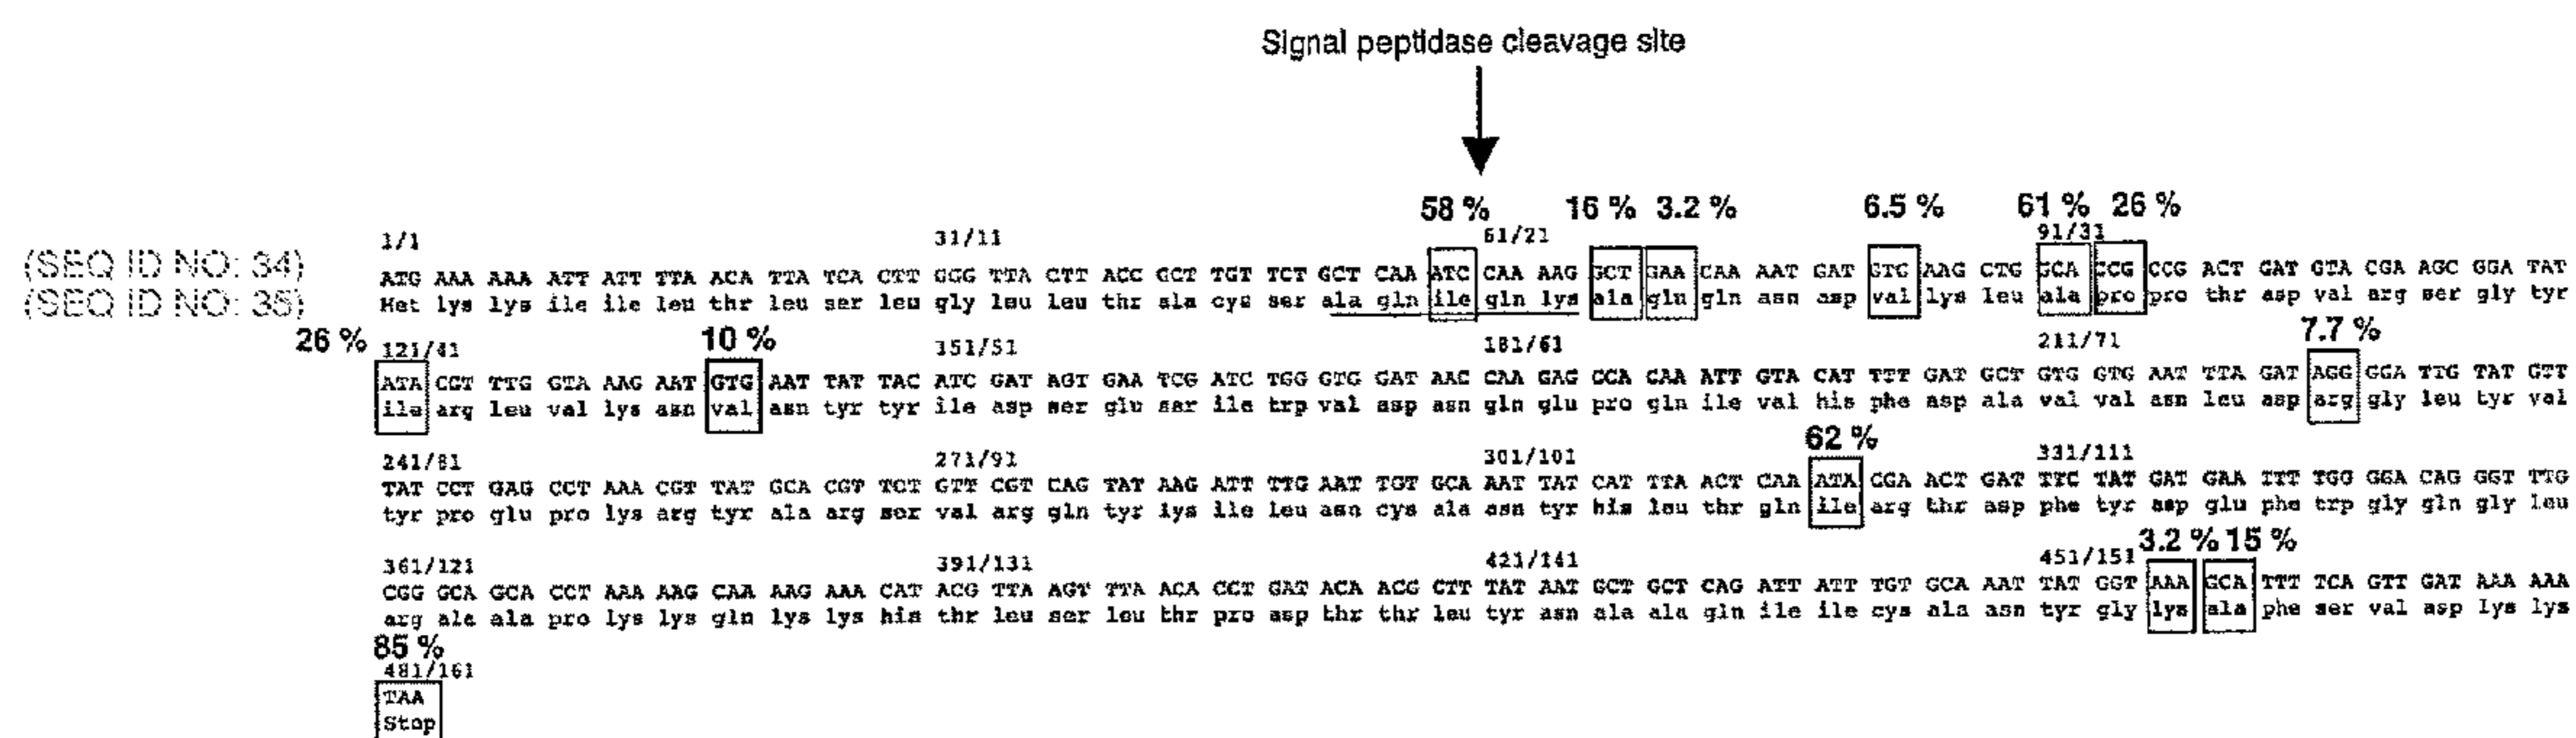 Signal peptidase cleavage site
58 % 16 % 3.2 % 6.5 % 61 % 26 %
1/1 31/11 61/21 91/31
(SEQ ID NO: 34) ATG AAA AAA ATT ATT TTA ACA TTA TCA CTT GGG TTA CTT ACC GCT TGT TCT GCT CAA ATC CAA AAG GCT GAA CAA AAT GAT GTG AAG CTG GCA CCG CCG ACT GAT GTA CGA AGC GGA TAT
(SEQ ID NO: 35) Met lys lys ile ile leu thr leu ser leu gly leu leu thr ala cys ser ala gln ile gln lys ala glu gln asn asp val lys leu ala pro pro thr asp val arg ser gly tyr
26 % 10 % 7.7 %
121/41 151/51 181/61 211/71
ATA CGT TTG GTA AAG AAT GTG AAT TAT TAC ATC GAT AGT GAA TCG ATC TGG GTG GAT AAC CAA GAG CCA CAA ATT GTA CAT TTT GAT GCT GTG GTG AAT TTA GAT AGG GGA TTG TAT GTT
ile arg leu val lys asn val asn tyr tyr ile asp ser glu ser ile trp val asp asn gln glu pro gln ile val his phe asp ala val val asn leu asp arg gly leu tyr val
62 %
241/81 271/91 301/101 331/111
TAT CCT GAG CCT AAA CGT TAT GCA CGT TCT GTT CGT CAG TAT AAG ATT TTG AAT TGT GCA AAT TAT CAT TTA ACT CAA ATA CGA ACT GAT TTC TAT GAT GAA TTT TGG GGA CAG GGT TTG
tyr pro glu pro lys arg tyr ala arg ser val arg gln tyr lys ile leu asn cys ala asn tyr his leu thr gln ile arg thr asp phe tyr asp glu phe trp gly gln gly leu
3.2 % 15 %
361/121 391/131 421/141 451/151
CGG GCA GCA CCT AAA AAG CAA AAG AAA CAT ACG TTA AGT TTA ACA CCT GAT ACA ACG CTT TAT AAT GCT GCT CAG ATT ATT TGT GCA AAT TAT GGT AAA GCA TTT TCA GTT GAT AAA AAA
arg ala ala pro lys lys gln lys lys his thr leu ser leu thr pro asp thr thr leu tyr asn ala ala gln ile ile cys ala asn tyr gly lys ala phe ser val asp lys lys
85 %
481/161
TAA
Stop